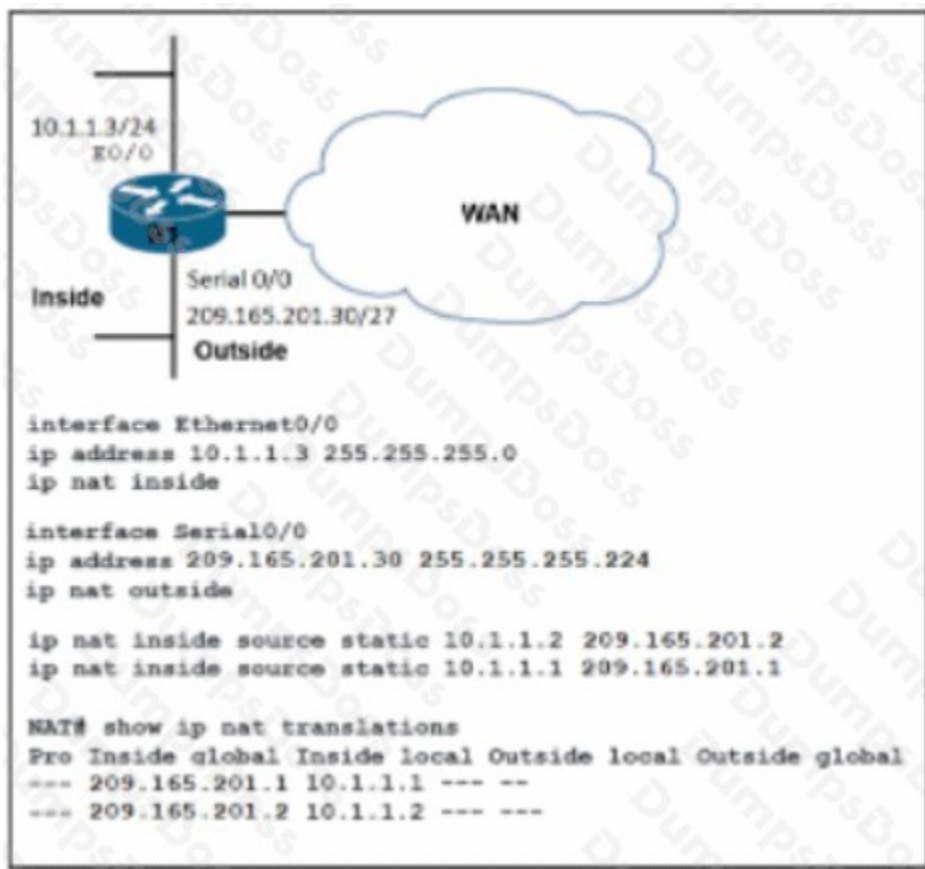 10.1.1.3/24
E0/0
WAN
Serial 0/0
Inside
209.165.201.30/27
Outside
interface Ethernet0/0
ip address 10.1.1.3 255.255.255.0
ip nat inside
interface Serial0/0
ip address 209.165.201.30 255.255.255.224
ip nat outside
ip nat inside source static 10.1.1.2 209.165.201.2
ip nat inside source static 10.1.1.1 209.165.201.1
NAT# show ip nat translations
Pro Inside global Inside local Outside local Outside global
--- 209.165.201.1 10.1.1.1 --- --
--- 209.165.201.2 10.1.1.2 --- ---
DumpsDoss